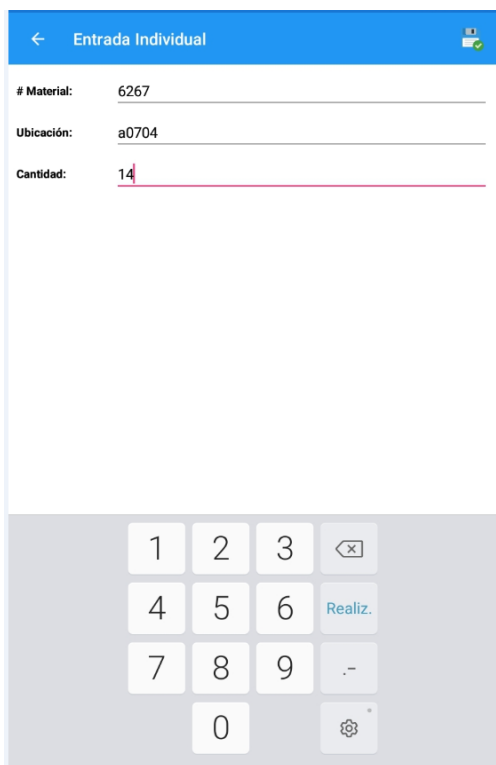 Entrada Individual
# Material: 6267
Ubicación: a0704
Cantidad: 14
1 2 3
4 5 6 Realiz.
7 8 9 .-
0